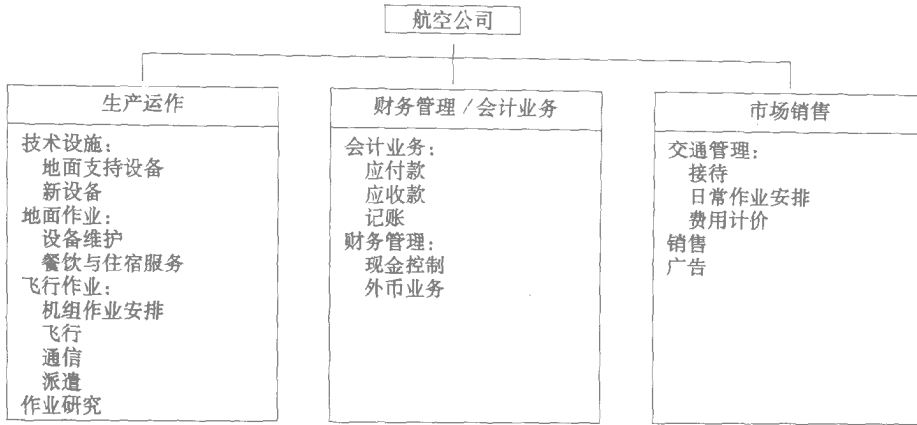 航空公司
生产运作
技术设施：
地面支持设备
新设备
地面作业：
设备维护
餐饮与住宿服务
飞行作业：
机组作业安排
飞行
通信
派遣
作业研究
财务管理/会计业务
会计业务：
应付款
应收款
记账
财务管理：
现金控制
外币业务
市场销售
交通管理：
接待
日常作业安排
费用计价
销售
广告